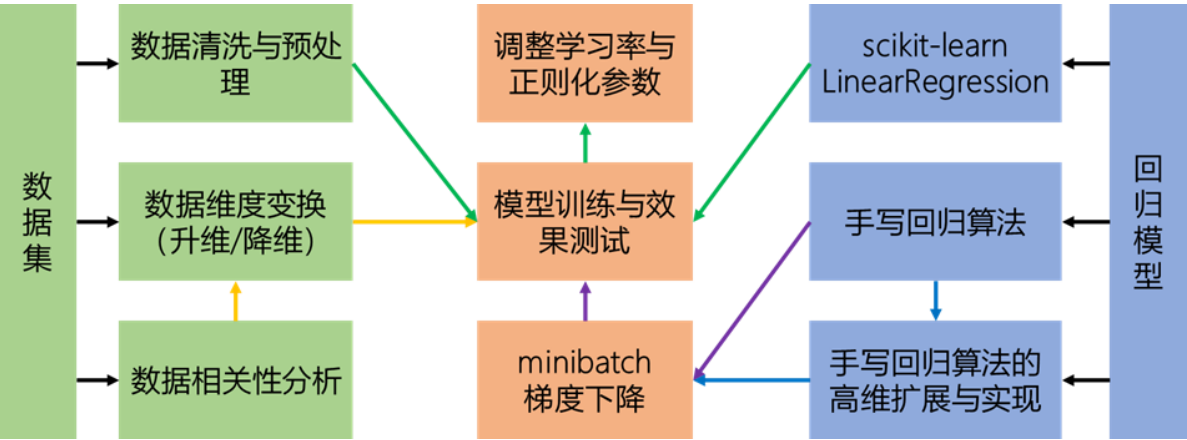 数据集
数据清洗与预处
理
数据维度变换
（升维/降维）
数据相关性分析
调整学习率与
正则化参数
模型训练与效
果测试
minibatch
梯度下降
scikit-learn
LinearRegression
手写回归算法
手写回归算法的
高维扩展与实现
回归模型